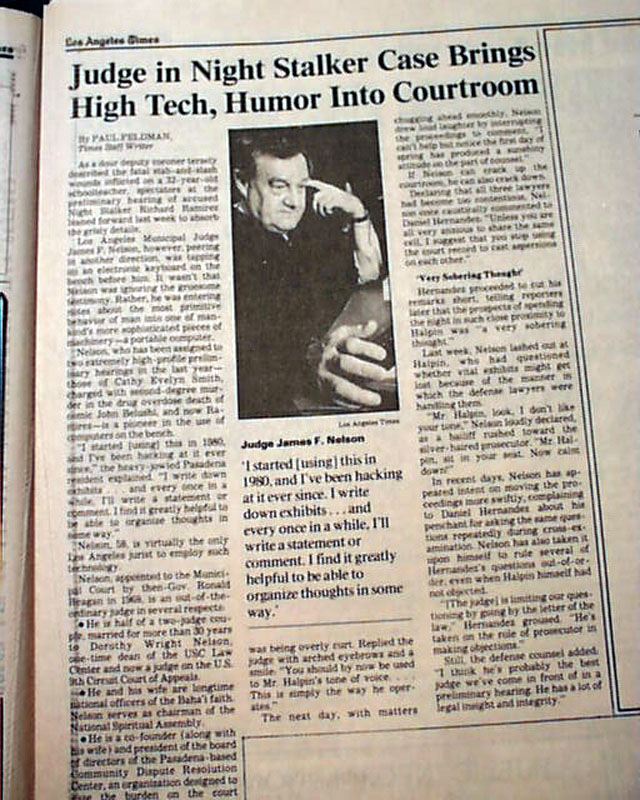 Los Angeles Times
Judge in Night Stalker Case Brings
High Tech, Humor Into Courtroom
By PAUL FELDMAN,
Times Staff Writer
As a dour deputy coroner tersely
described the fatal stab-and-slash
wounds inflicted on a 32-year-old
schoolteacher, spectators at the
preliminary hearing of accused
Night Stalker Richard Ramirez
leaned forward last week to absorb
the grisly details.
Los Angeles Municipal Judge
James F. Nelson, however, peering
in another direction, was tapping
on an electronic keyboard on the
bench before him. It wasn't that
Nelson was ignoring the gruesome
testimony. Rather, he was entering
notes about the most primitive
behavior of man into one of man-
kind's more sophisticated pieces of
machinery—a portable computer.
Nelson, who has been assigned to
two extremely high-profile prelim-
inary hearings in the last year—
those of Cathy Evelyn Smith,
charged with second-degree mur-
der in the drug overdose death of
comic John Belushi, and now Ra-
mirez—is a pioneer in the use of
computers on the bench.
"I started [using] this in 1980,
and I've been hacking at it ever
since," the heavy-jowled Pasadena
resident explained. "I write down
exhibits . . . and every once in a
while, I'll write a statement or
comment. I find it greatly helpful to
be able to organize thoughts in
some way."
Nelson, 58, is virtually the only
Los Angeles jurist to employ such
technology.
Nelson, appointed to the Munici-
pal Court by then-Gov. Ronald
Reagan in 1968, is an out-of-the-
ordinary judge in several respects:
• He is half of a two-judge cou-
ple, married for more than 30 years
to Dorothy Wright Nelson,
one-time dean of the USC Law
Center and now a judge on the U.S.
9th Circuit Court of Appeals.
• He and his wife are longtime
national officers of the Baha'i faith.
Nelson serves as chairman of the
National Spiritual Assembly.
• He is a co-founder (along with
his wife) and president of the board
of directors of the Pasadena-based
Community Dispute Resolution
Center, an organization designed to
ease the burden on the court
Los Angeles Times
Judge James F. Nelson
'I started [using] this in
1980, and I've been hacking
at it ever since. I write
down exhibits . . . and
every once in a while, I'll
write a statement or
comment. I find it greatly
helpful to be able to
organize thoughts in some
way.'
was being overly curt. Replied the
judge with arched eyebrows and a
smile: "You should by now be used
to Mr. Halpin's tone of voice. . . .
This is simply the way he oper-
ates."
The next day, with matters
chugging ahead smoothly, Nelson
drew loud laughter by interrupting
the proceedings to comment, "I
can't help but notice the first day of
spring has produced a sunshiny
attitude on the part of counsel."
If Nelson can crack up the
courtroom, he can also crack down.
Declaring that all three lawyers
had become too contentious, Nel-
son once caustically commented to
Daniel Hernandez: "Unless you are
all very anxious to share the same
cell, I suggest that you stop using
the court record to cast aspersions
on each other."
'Very Sobering Thought'
Hernandez proceeded to cut his
remarks short, telling reporters
later that the prospects of spending
the night in such close proximity to
Halpin was "a very sobering
thought."
Last week, Nelson lashed out at
Halpin, who had questioned
whether vital exhibits might get
lost because of the manner in
which the defense lawyers were
handling them.
"Mr. Halpin, look, I don't like
your tone," Nelson loudly declared,
as a bailiff rushed toward the
silver-haired prosecutor. "Mr. Hal-
pin, sit in your seat. Now calm
down!"
In recent days, Nelson has ap-
peared intent on moving the pro-
ceedings more swiftly, complaining
to Daniel Hernandez about his
penchant for asking the same ques-
tions repeatedly during cross-ex-
amination. Nelson has also taken it
upon himself to rule several of
Hernandez's questions out-of-or-
der, even when Halpin himself had
not objected.
"[The judge] is limiting our ques-
tioning by going by the letter of the
law," Hernandez groused. "He's
taken on the role of prosecutor in
making objections."
Still, the defense counsel added:
"I think he's probably the best
judge we've come in front of in a
preliminary hearing. He has a lot of
legal insight and integrity."